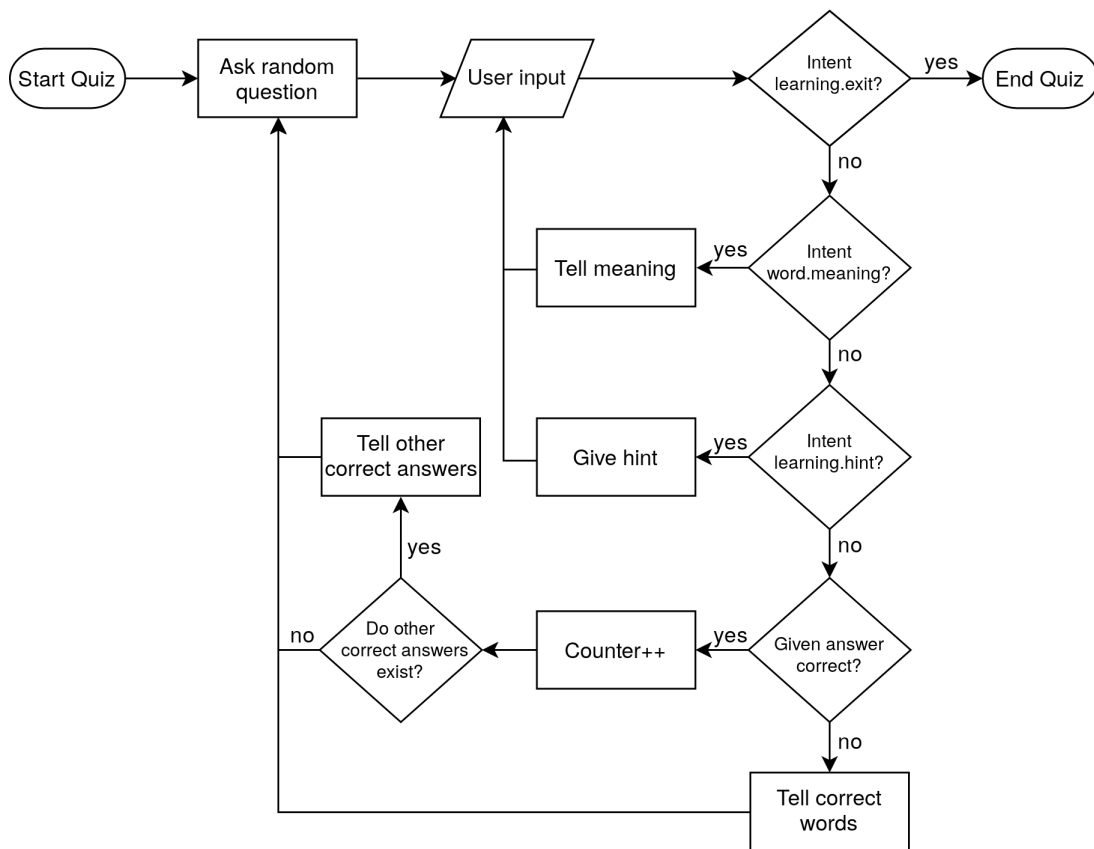 Start Quiz
Ask random
question
User input
Intent
learning.exit?
yes
End Quiz
no
Tell meaning
yes
Intent
word.meaning?
no
Tell other
correct answers
Give hint
yes
Intent
learning.hint?
yes
no
no
Do other
correct answers
exist?
Counter++
yes
Given answer
correct?
no
Tell correct
words